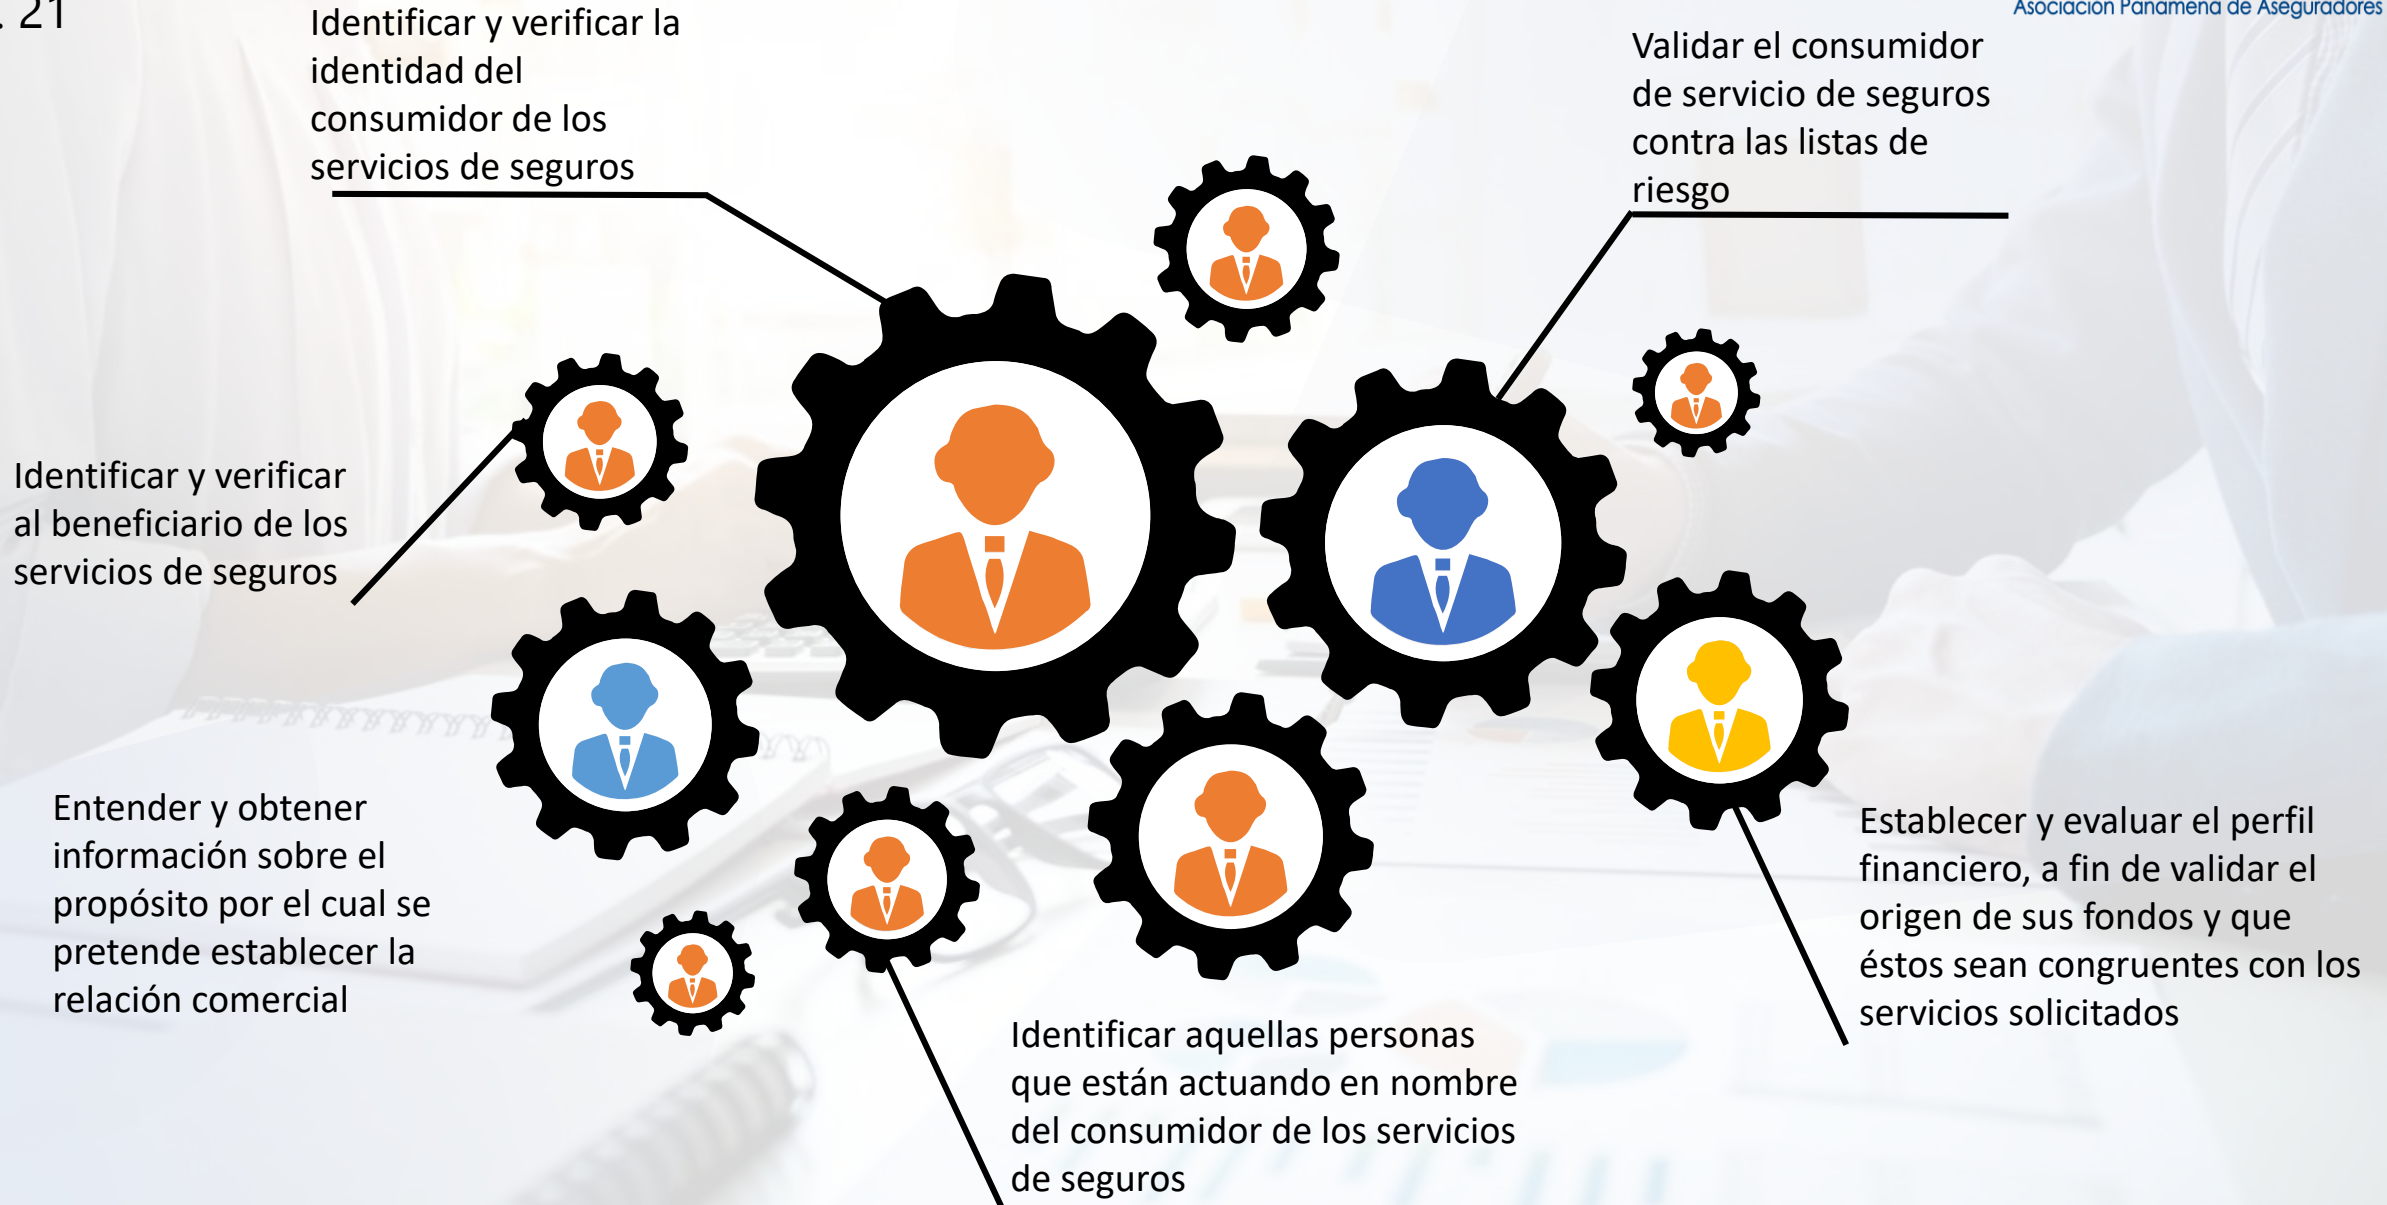 . 21
Asociación Panameña de Aseguradores
Identificar y verificar la
identidad del
consumidor de los
servicios de seguros
Validar el consumidor
de servicio de seguros
contra las listas de
riesgo
Identificar y verificar
al beneficiario de los
servicios de seguros
Entender y obtener
información sobre el
propósito por el cual se
pretende establecer la
relación comercial
Establecer y evaluar el perfil
financiero, a fin de validar el
origen de sus fondos y que
éstos sean congruentes con los
servicios solicitados
Identificar aquellas personas
que están actuando en nombre
del consumidor de los servicios
de seguros